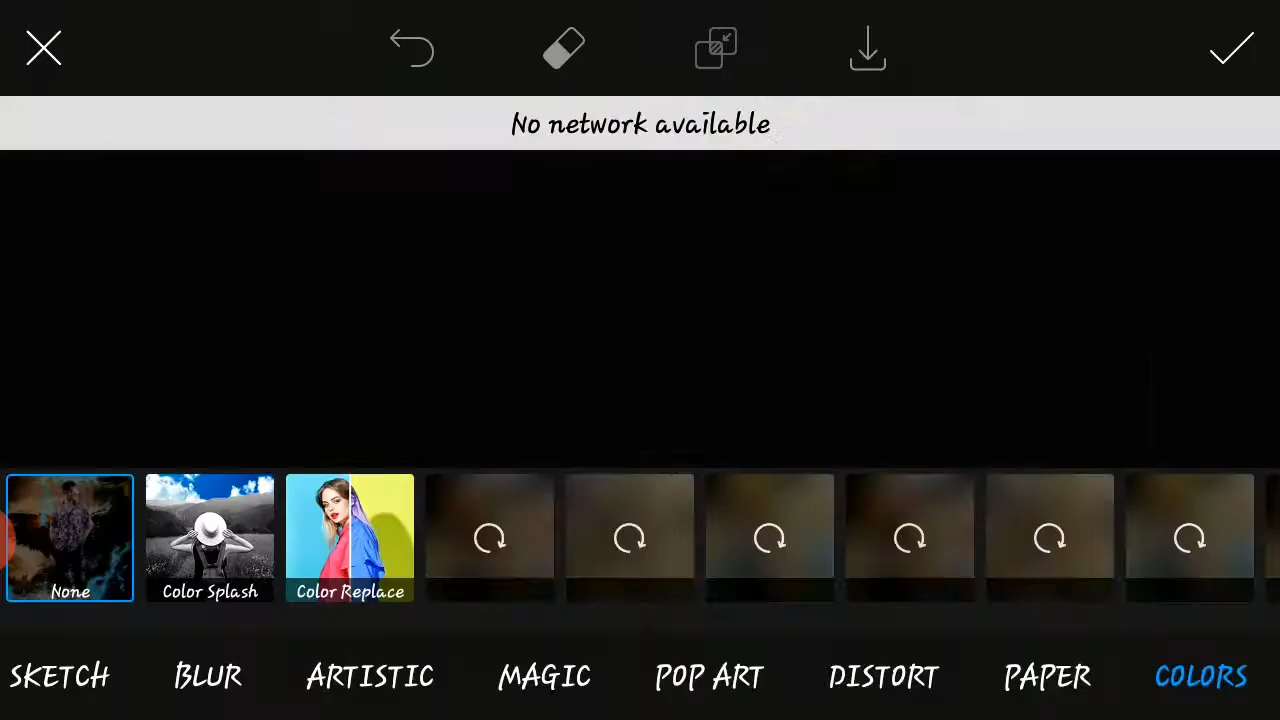 No network available
None
Color Splash
Color Replace
SKETCH
BLUR
ARTISTIC
MAGIC
POP ART
DISTORT
PAPER
COLORS